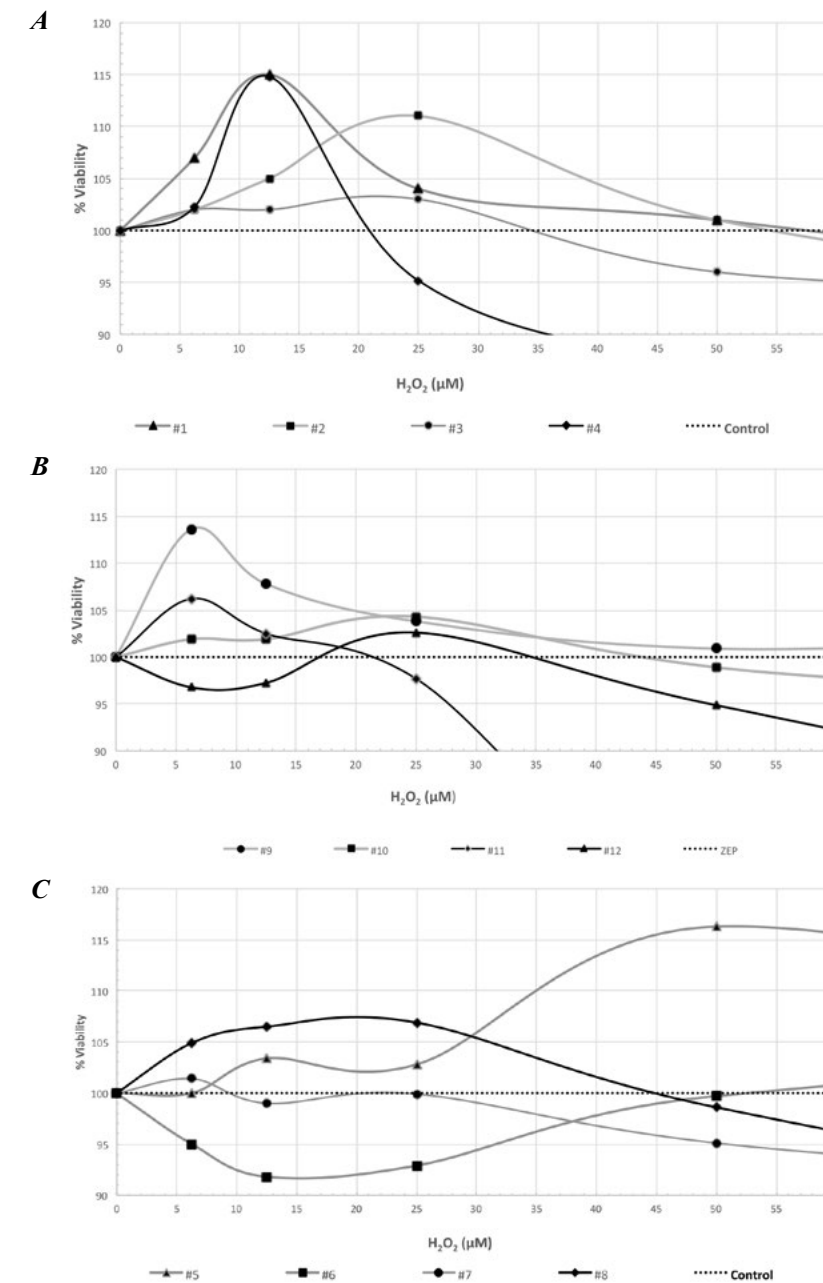 A
120
115
110
105
100
95
90
% Viability
0 5 10 15 20 25 30 35 40 45 50 55
H₂O₂ (µM)
#1 #2 #3 #4 Control
B
120
115
110
105
100
95
90
% Viability
0 5 10 15 20 25 30 35 40 45 50 55
H₂O₂ (µM)
#9 #10 #11 #12 ZEP
C
120
115
110
105
100
95
90
% Viability
0 5 10 15 20 25 30 35 40 45 50 55
H₂O₂ (µM)
#5 #6 #7 #8 Control